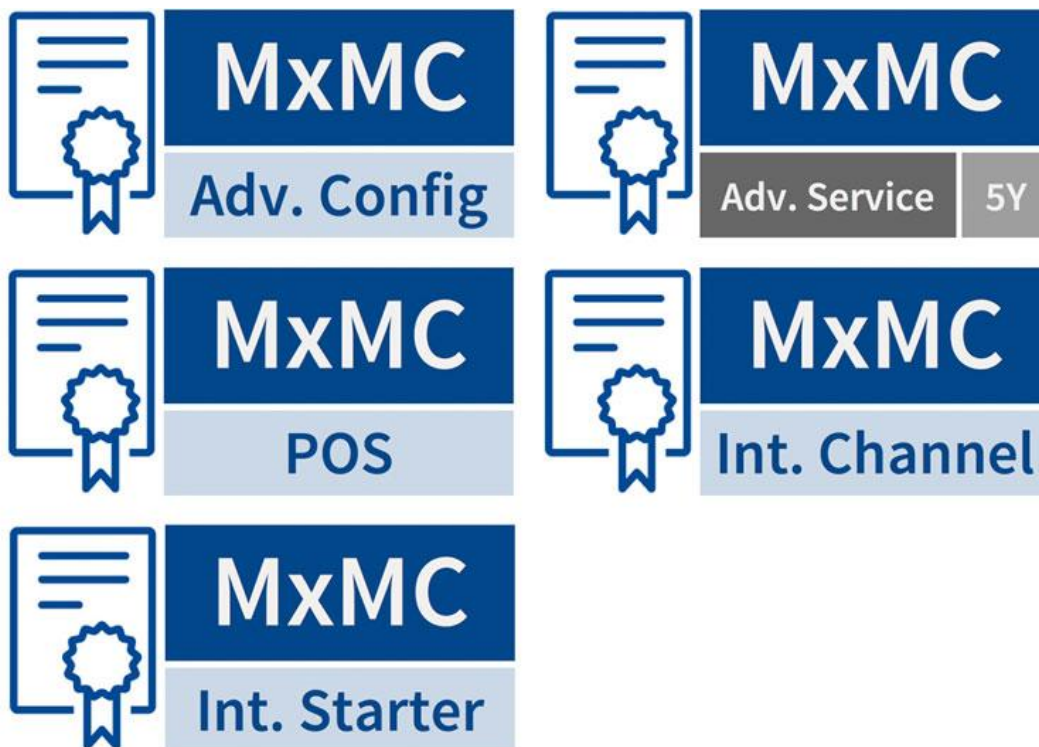 MxMC
Adv. Config
MxMC
Adv. Service 5Y
MxMC
POS
MxMC
Int. Channel
MxMC
Int. Starter